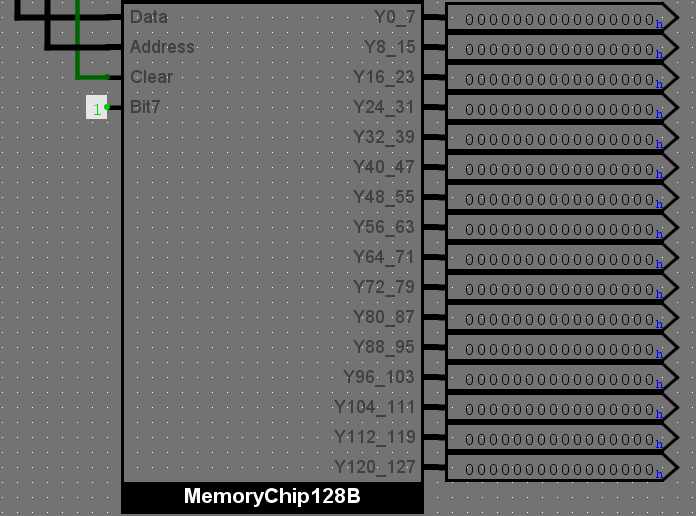 Data Y0_7 0000000000000000h
Address Y8_15 0000000000000000h
Clear Y16_23 0000000000000000h
1 Bit7 Y24_31 0000000000000000h
Y32_39 0000000000000000h
Y40_47 0000000000000000h
Y48_55 0000000000000000h
Y56_63 0000000000000000h
Y64_71 0000000000000000h
Y72_79 0000000000000000h
Y80_87 0000000000000000h
Y88_95 0000000000000000h
Y96_103 0000000000000000h
Y104_111 0000000000000000h
Y112_119 0000000000000000h
Y120_127 0000000000000000h
MemoryChip128B